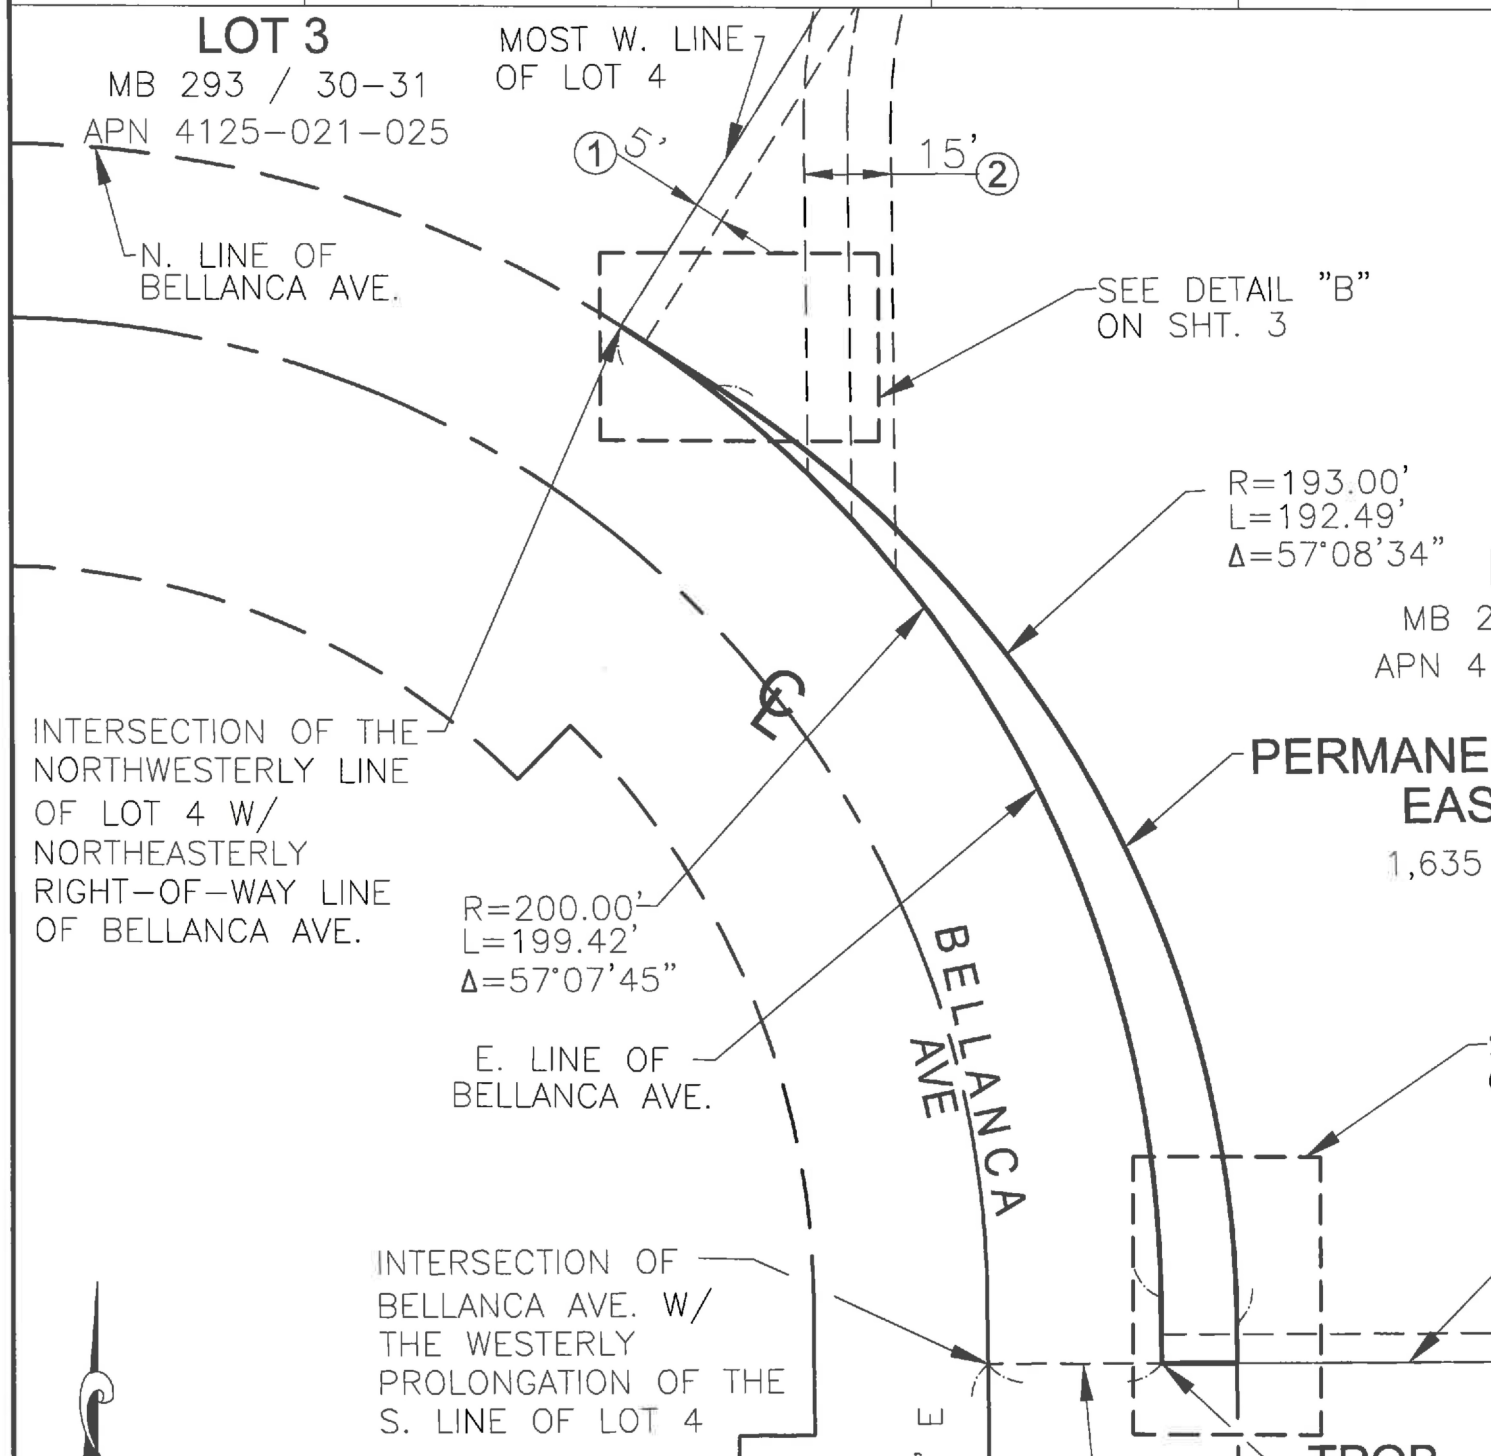 LOT 3
MB 293 / 30-31
APN 4125-021-025
MOST W. LINE
OF LOT 4
① 5'
15' ②
N. LINE OF
BELLANCA AVE.
SEE DETAIL "B"
ON SHT. 3
R=193.00'
L=192.49'
Δ=57°08'34"
MB 2
APN 4
INTERSECTION OF THE
NORTHWESTERLY LINE
OF LOT 4 W/
NORTHEASTERLY
RIGHT-OF-WAY LINE
OF BELLANCA AVE.
℄
PERMANE
EAS
1,635
R=200.00'
L=199.42'
Δ=57°07'45"
E. LINE OF
BELLANCA AVE.
BELLANCA
AVE
INTERSECTION OF
BELLANCA AVE. W/
THE WESTERLY
PROLONGATION OF THE
S. LINE OF LOT 4
E